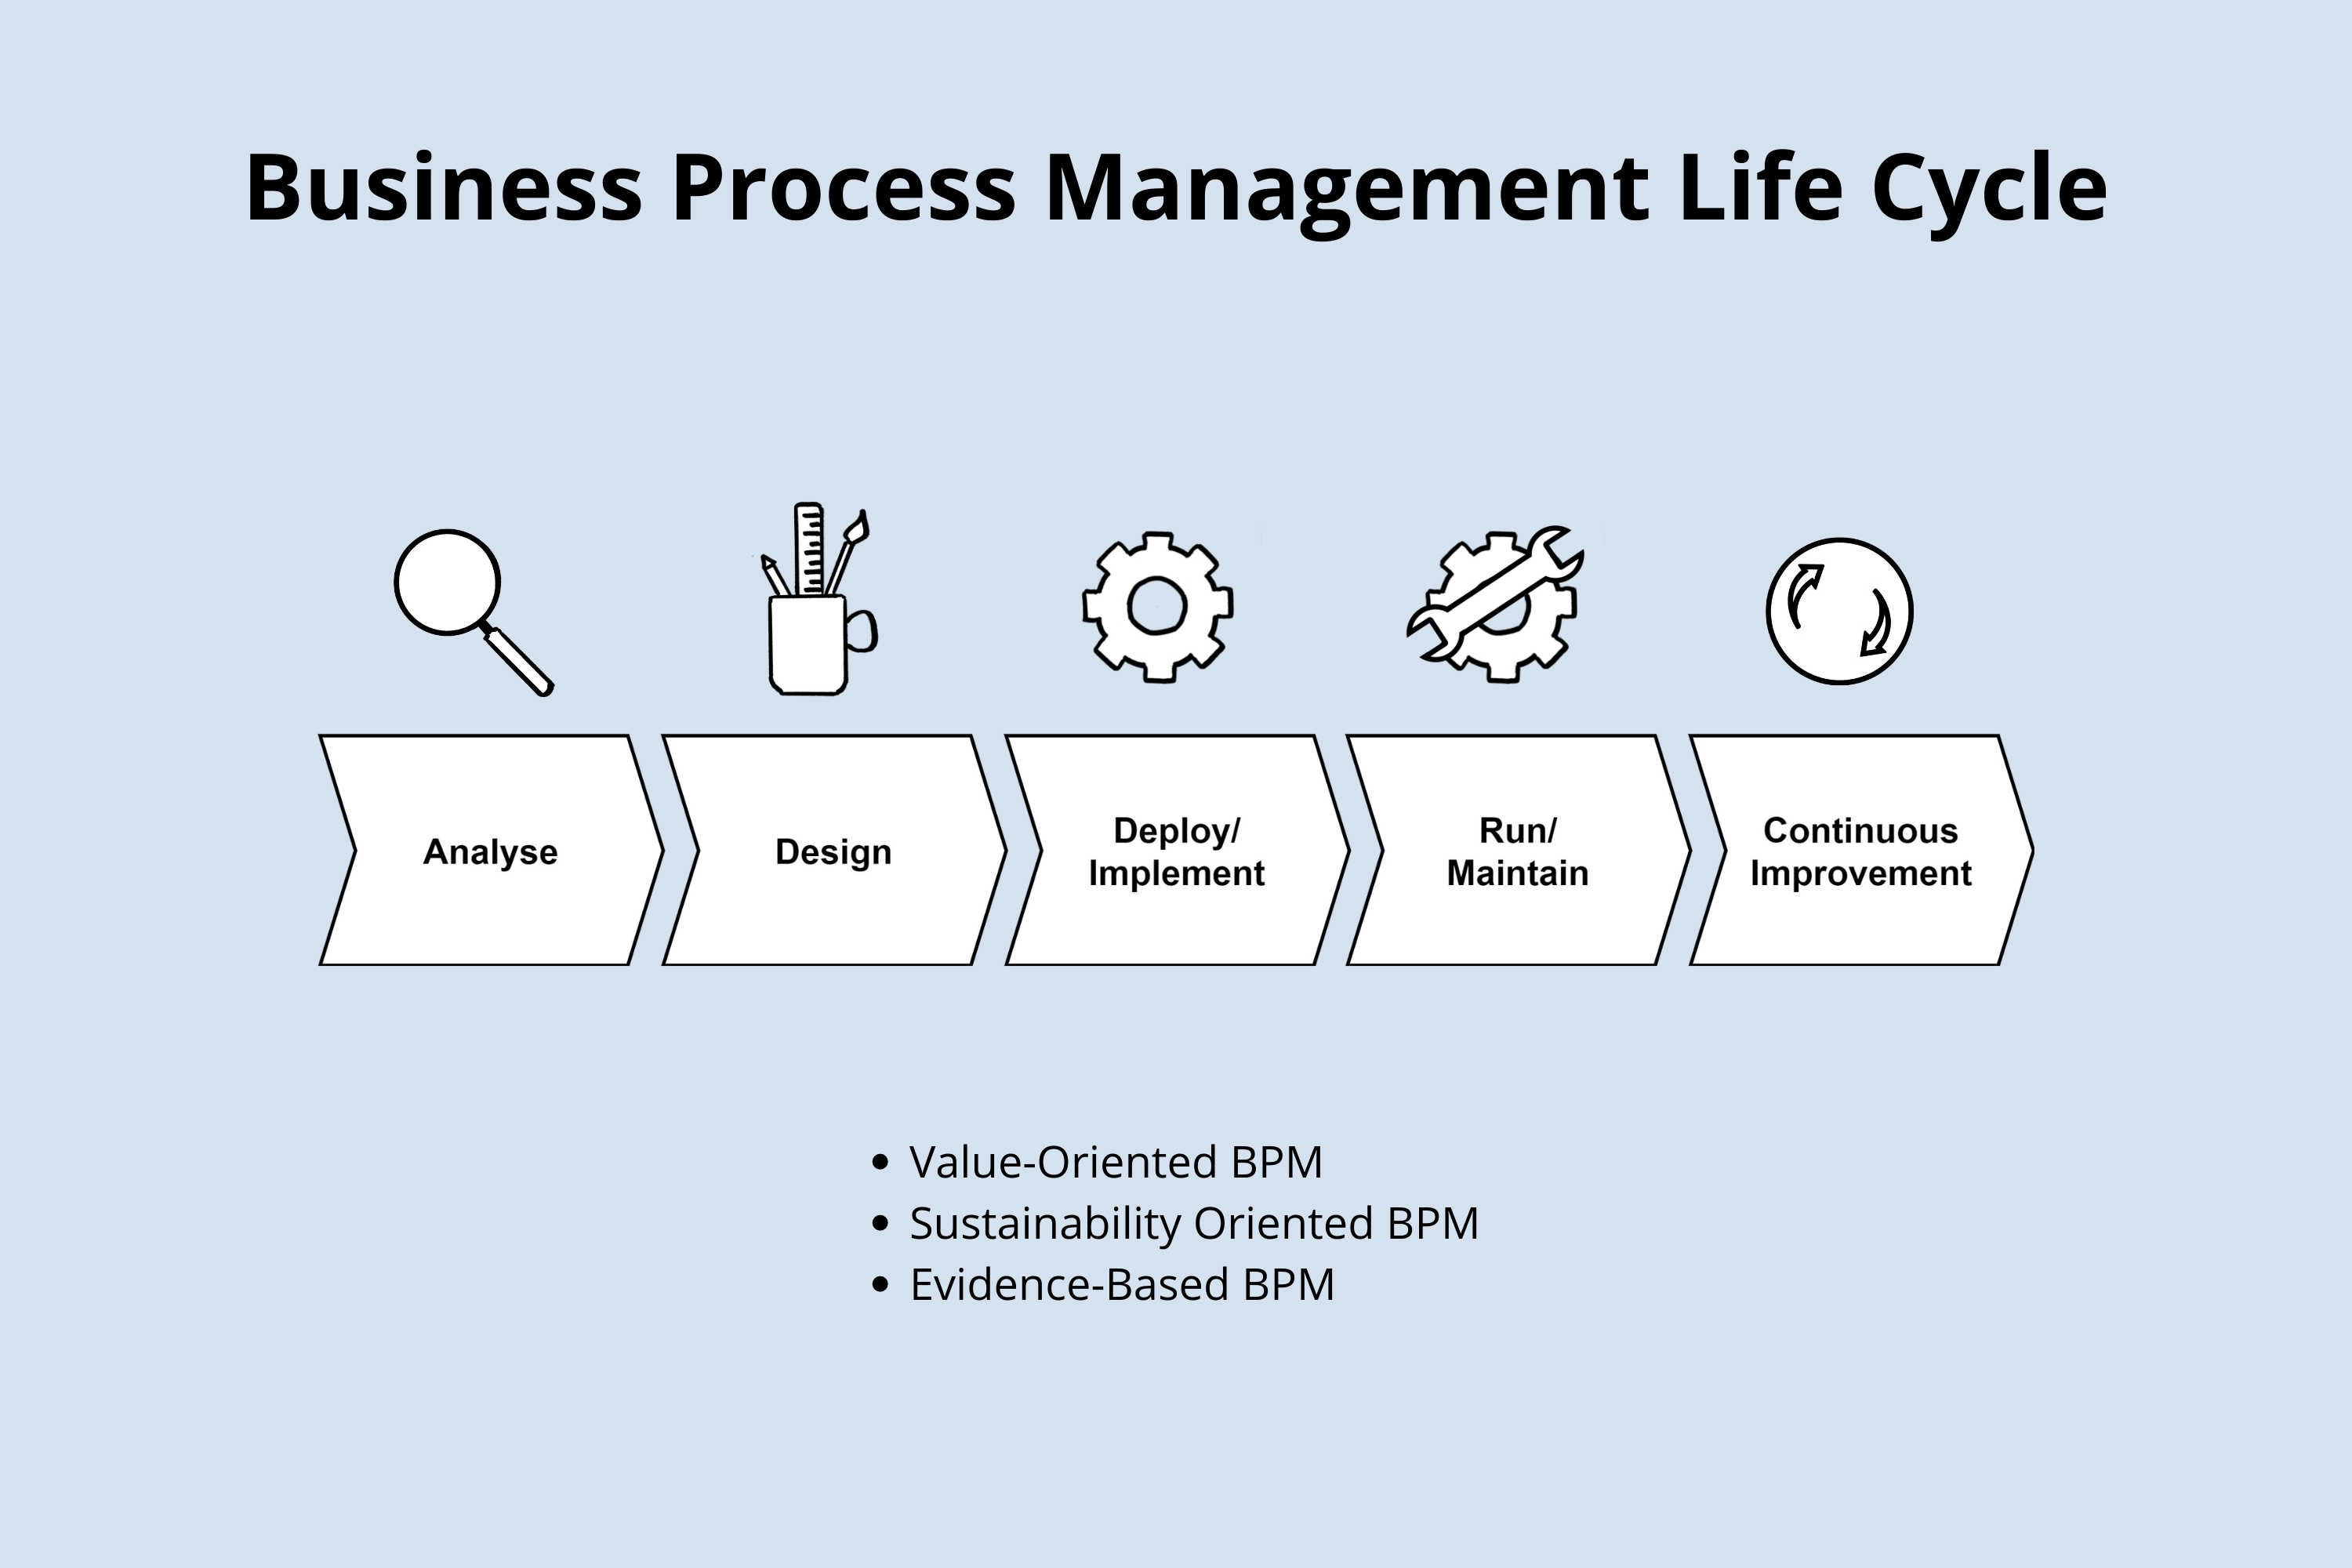 Business Process Management Life Cycle
Analyse
Design
Deploy/
Implement
Run/
Maintain
Continuous
Improvement
• Value-Oriented BPM
• Sustainability Oriented BPM
• Evidence-Based BPM